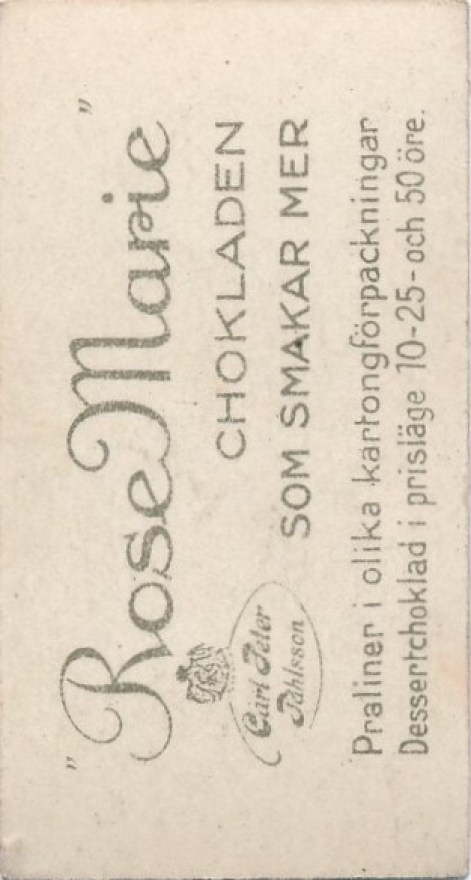 "Rose Marie"
CHOKLADEN
SOM SMAKAR MER
Carl Peter
Påhlsson
Praliner i olika kartongförpackningar
Dessertchoklad i prisläge 10-25- och 50 öre.